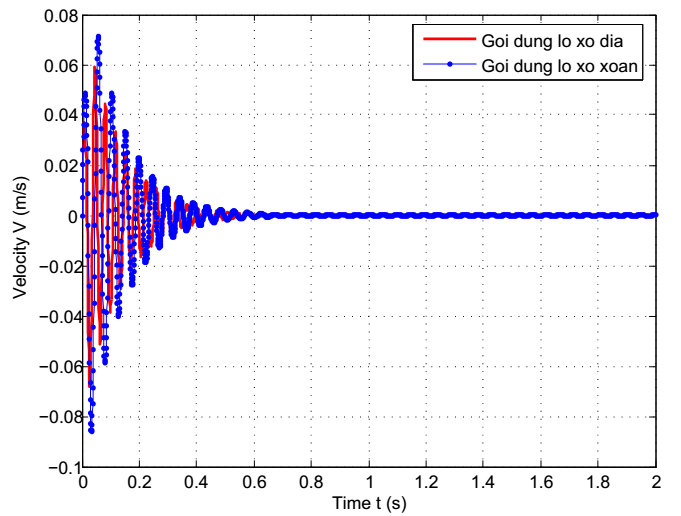 0.08
0.06
0.04
0.02
0
−0.02
−0.04
−0.06
−0.08
−0.1
Velocity V (m/s)
Goi dung lo xo dia
Goi dung lo xo xoan
0 0.2 0.4 0.6 0.8 1 1.2 1.4 1.6 1.8 2
Time t (s)